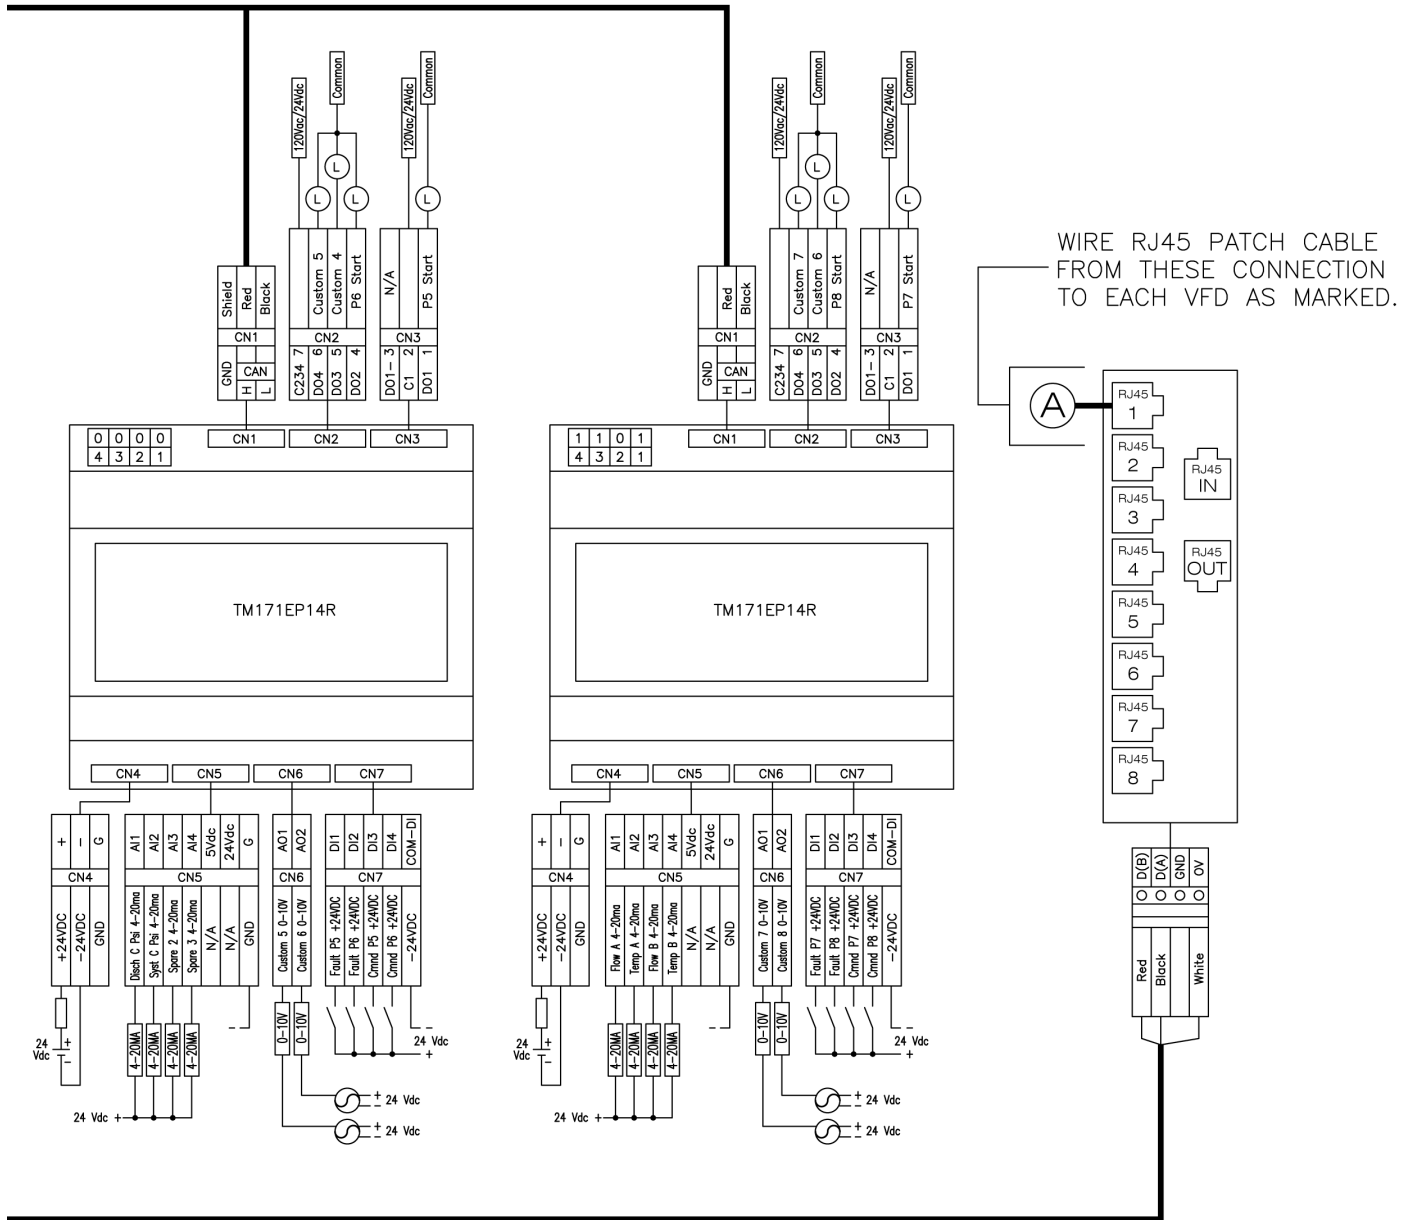 120Vac/24Vdc
Common
120Vac/24Vdc
Common
120Vac/24Vdc
Common
120Vac/24Vdc
Common
L
L
L
L
L
L
L
L
WIRE RJ45 PATCH CABLE
FROM THESE CONNECTION
TO EACH VFD AS MARKED.
Shield
Red
Black
CN1
GND
CAN
H
L
Custom 5
Custom 4
P6 Start
CN2
C234 7
DO4 6
DO3 5
DO2 4
N/A
P5 Start
CN3
DO1- 3
C1 2
DO1 1
Red
Black
CN1
GND
CAN
H
L
Custom 7
Custom 6
P8 Start
CN2
C234 7
DO4 6
DO3 5
DO2 4
N/A
P7 Start
CN3
DO1- 3
C1 2
DO1 1
0 0 0 0
4 3 2 1
CN1
CN2
CN3
TM171EP14R
CN4
CN5
CN6
CN7
1 1 0 1
4 3 2 1
CN1
CN2
CN3
TM171EP14R
CN4
CN5
CN6
CN7
A
RJ45
1
RJ45
2
RJ45
3
RJ45
4
RJ45
5
RJ45
6
RJ45
7
RJ45
8
RJ45
IN
RJ45
OUT
+
-
G
CN4
+24VDC
-24VDC
GND
24
Vdc
+
-
AI1
AI2
AI3
AI4
5Vdc
24Vdc
G
CN5
Disch C Psi 4-20ma
Syst C Psi 4-20ma
Spare 2 4-20ma
Spare 3 4-20ma
N/A
N/A
GND
4-20MA
4-20MA
4-20MA
4-20MA
24 Vdc +
AO1
AO2
CN6
Custom 5 0-10V
Custom 6 0-10V
0-10V
0-10V
+
-
24 Vdc
+
-
24 Vdc
DI1
DI2
DI3
DI4
COM-DI
CN7
Fault P5 +24VDC
Fault P6 +24VDC
Cmnd P5 +24VDC
Cmnd P6 +24VDC
-24VDC
24 Vdc
+
+
-
G
CN4
+24VDC
-24VDC
GND
24
Vdc
+
-
AI1
AI2
AI3
AI4
5Vdc
24Vdc
G
CN5
Flow A 4-20ma
Temp A 4-20ma
Flow B 4-20ma
Temp B 4-20ma
N/A
N/A
GND
4-20MA
4-20MA
4-20MA
4-20MA
24 Vdc +
AO1
AO2
CN6
Custom 7 0-10V
Custom 8 0-10V
0-10V
0-10V
+
-
24 Vdc
+
-
24 Vdc
DI1
DI2
DI3
DI4
COM-DI
CN7
Fault P7 +24VDC
Fault P8 +24VDC
Cmnd P7 +24VDC
Cmnd P8 +24VDC
-24VDC
24 Vdc
+
D(B)
D(A)
GND
0V
Red
Black
White